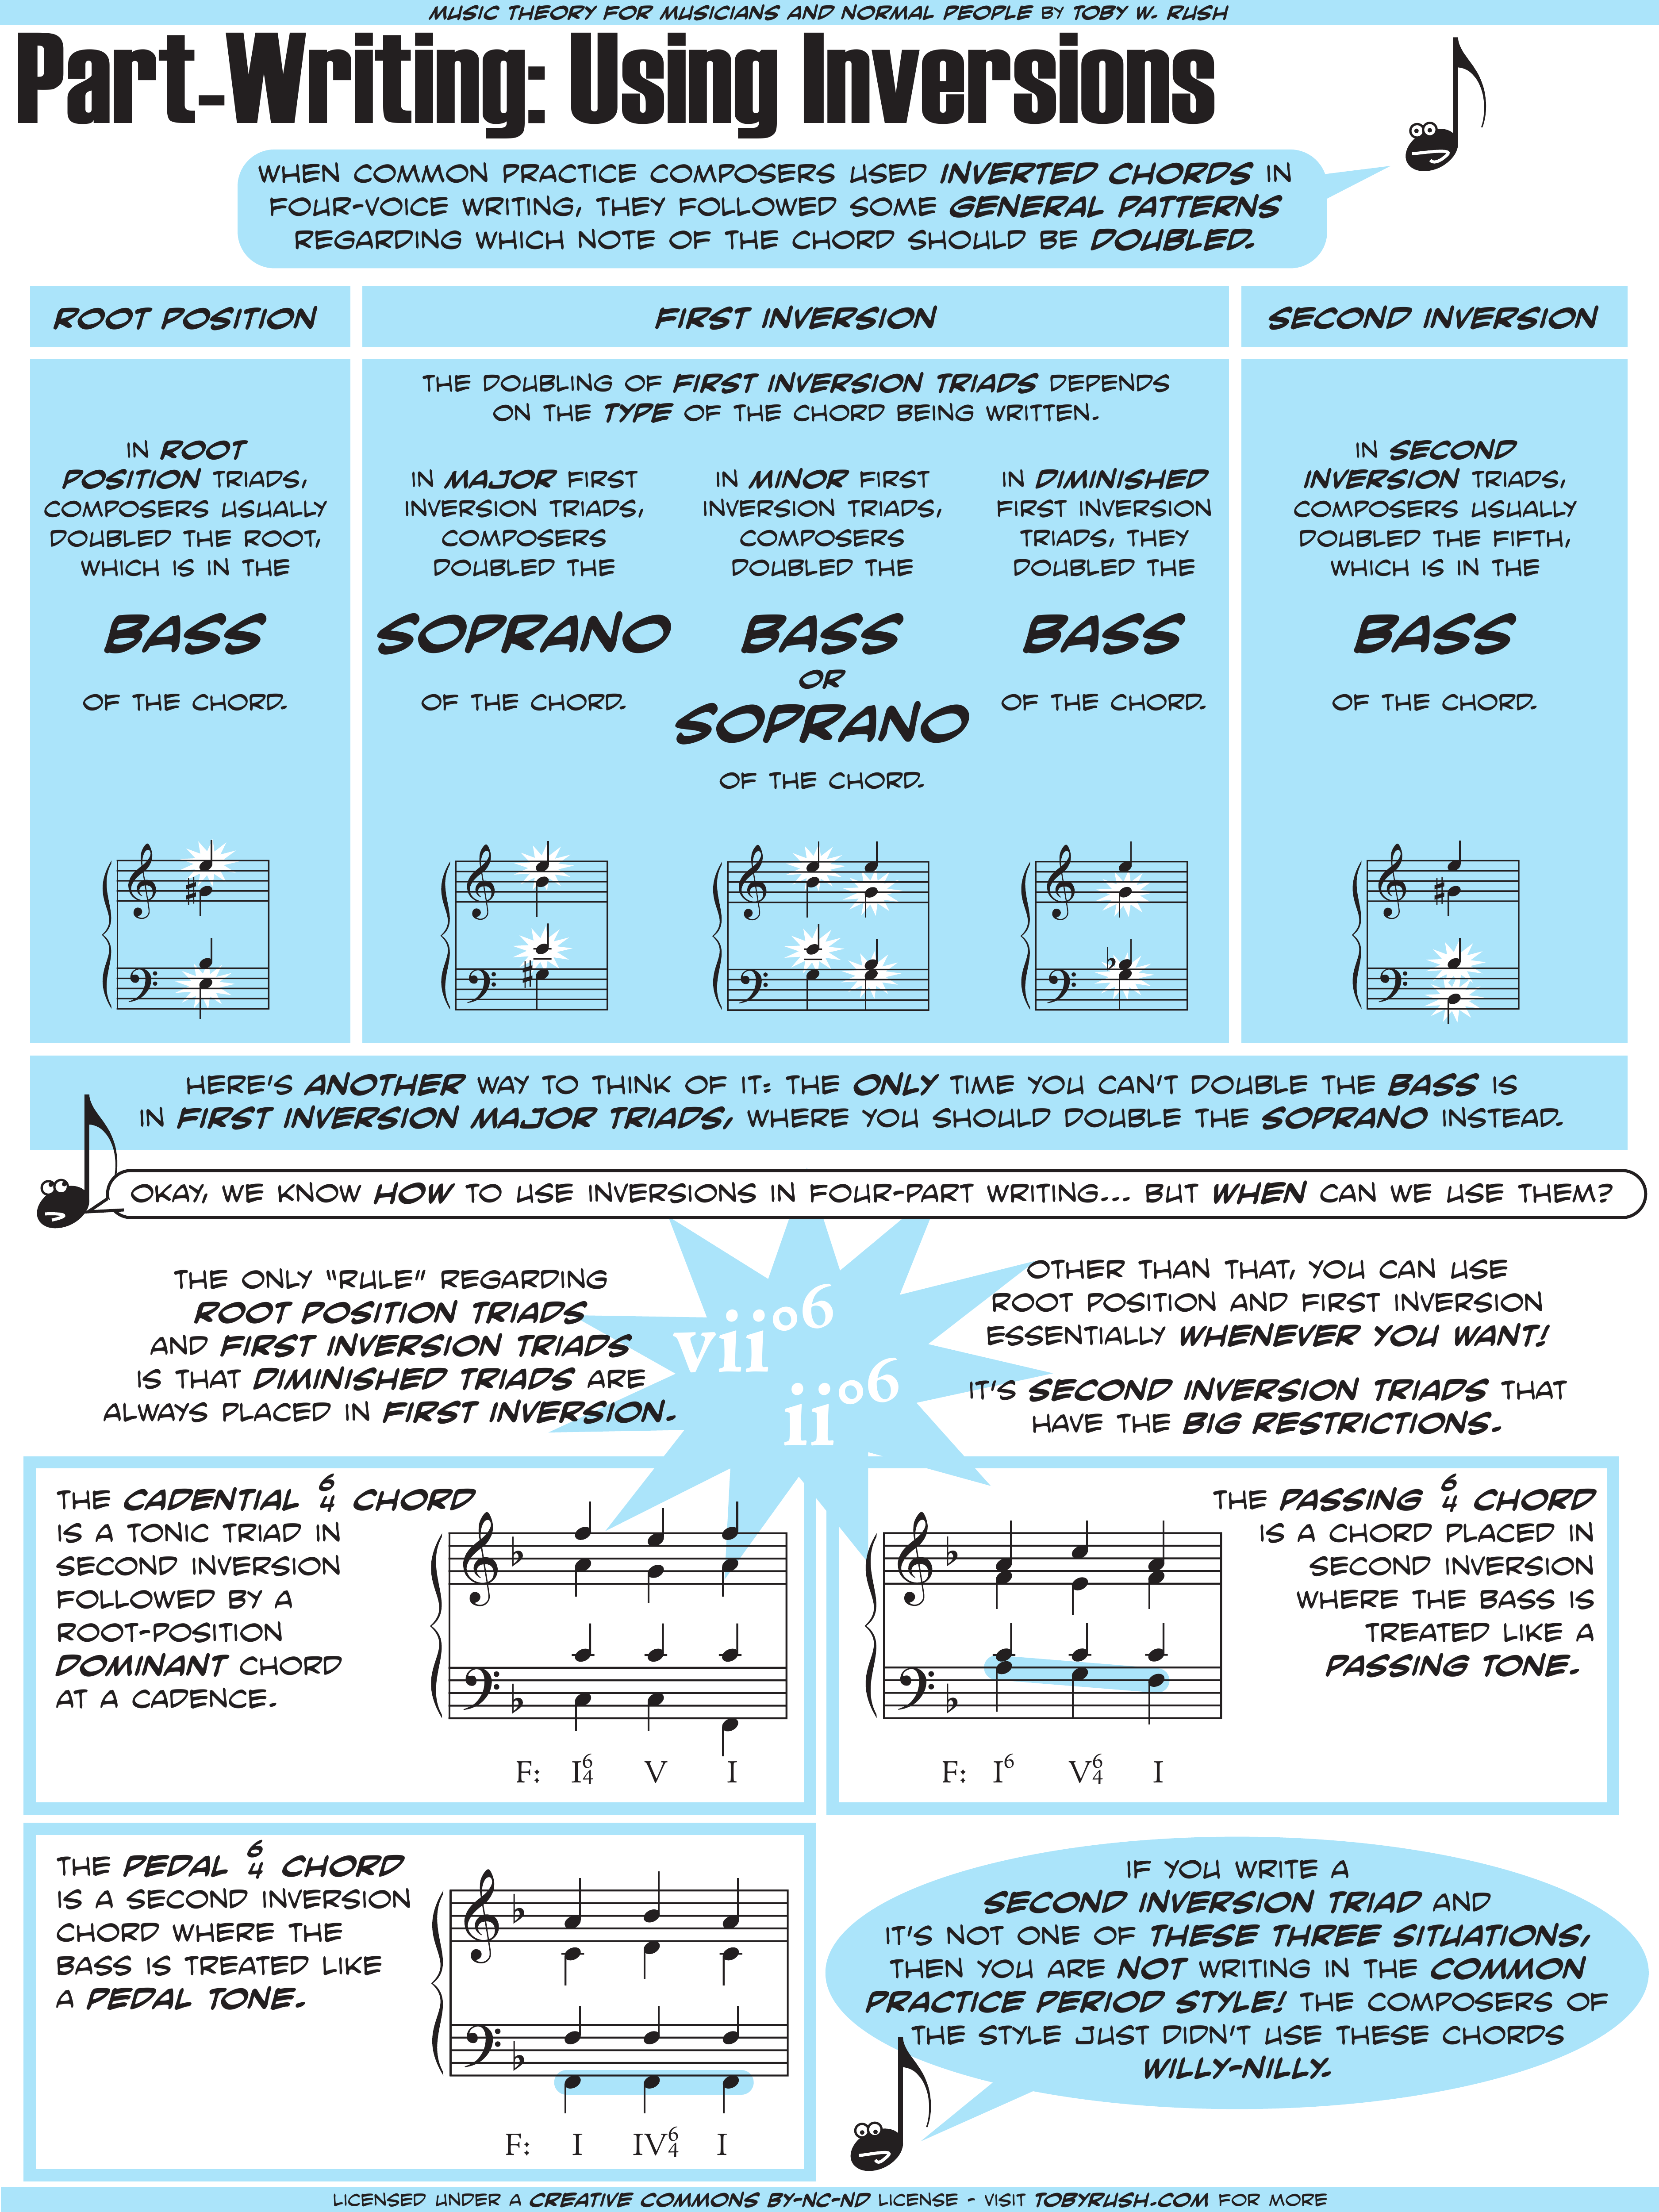 MUSIC THEORY FOR MUSICIANS AND NORMAL PEOPLE BY TOBY W. RUSH
Part-Writing: Using Inversions
WHEN COMMON PRACTICE COMPOSERS USED INVERTED CHORDS IN
FOUR-VOICE WRITING, THEY FOLLOWED SOME GENERAL PATTERNS
REGARDING WHICH NOTE OF THE CHORD SHOULD BE DOUBLED.
ROOT POSITION
IN ROOT
POSITION TRIADS,
COMPOSERS USUALLY
DOUBLED THE ROOT,
WHICH IS IN THE
BASS
OF THE CHORD.
FIRST INVERSION
THE DOUBLING OF FIRST INVERSION TRIADS DEPENDS
ON THE TYPE OF THE CHORD BEING WRITTEN.
IN MAJOR FIRST
INVERSION TRIADS,
COMPOSERS
DOUBLED THE
SOPRANO
OF THE CHORD.
IN MINOR FIRST
INVERSION TRIADS,
COMPOSERS
DOUBLED THE
BASS
OR
SOPRANO
OF THE CHORD.
IN DIMINISHED
FIRST INVERSION
TRIADS, THEY
DOUBLED THE
BASS
OF THE CHORD.
SECOND INVERSION
IN SECOND
INVERSION TRIADS,
COMPOSERS USUALLY
DOUBLED THE FIFTH,
WHICH IS IN THE
BASS
OF THE CHORD.
HERE'S ANOTHER WAY TO THINK OF IT: THE ONLY TIME YOU CAN'T DOUBLE THE BASS IS
IN FIRST INVERSION MAJOR TRIADS, WHERE YOU SHOULD DOUBLE THE SOPRANO INSTEAD.
OKAY, WE KNOW HOW TO USE INVERSIONS IN FOUR-PART WRITING... BUT WHEN CAN WE USE THEM?
THE ONLY "RULE" REGARDING
ROOT POSITION TRIADS
AND FIRST INVERSION TRIADS
IS THAT DIMINISHED TRIADS ARE
ALWAYS PLACED IN FIRST INVERSION.
vii°6
ii°6
OTHER THAN THAT, YOU CAN USE
ROOT POSITION AND FIRST INVERSION
ESSENTIALLY WHENEVER YOU WANT!
IT'S SECOND INVERSION TRIADS THAT
HAVE THE BIG RESTRICTIONS.
THE CADENTIAL 6 4 CHORD
IS A TONIC TRIAD IN
SECOND INVERSION
FOLLOWED BY A
ROOT-POSITION
DOMINANT CHORD
AT A CADENCE.
F: I6 4 V I
THE PASSING 6 4 CHORD
IS A CHORD PLACED IN
SECOND INVERSION
WHERE THE BASS IS
TREATED LIKE A
PASSING TONE.
F: I6 V6 4 I
THE PEDAL 6 4 CHORD
IS A SECOND INVERSION
CHORD WHERE THE
BASS IS TREATED LIKE
A PEDAL TONE.
F: I IV6 4 I
IF YOU WRITE A
SECOND INVERSION TRIAD AND
IT'S NOT ONE OF THESE THREE SITUATIONS,
THEN YOU ARE NOT WRITING IN THE COMMON
PRACTICE PERIOD STYLE! THE COMPOSERS OF
THE STYLE JUST DIDN'T USE THESE CHORDS
WILLY-NILLY.
LICENSED UNDER A CREATIVE COMMONS BY-NC-ND LICENSE - VISIT TOBYRUSH.COM FOR MORE